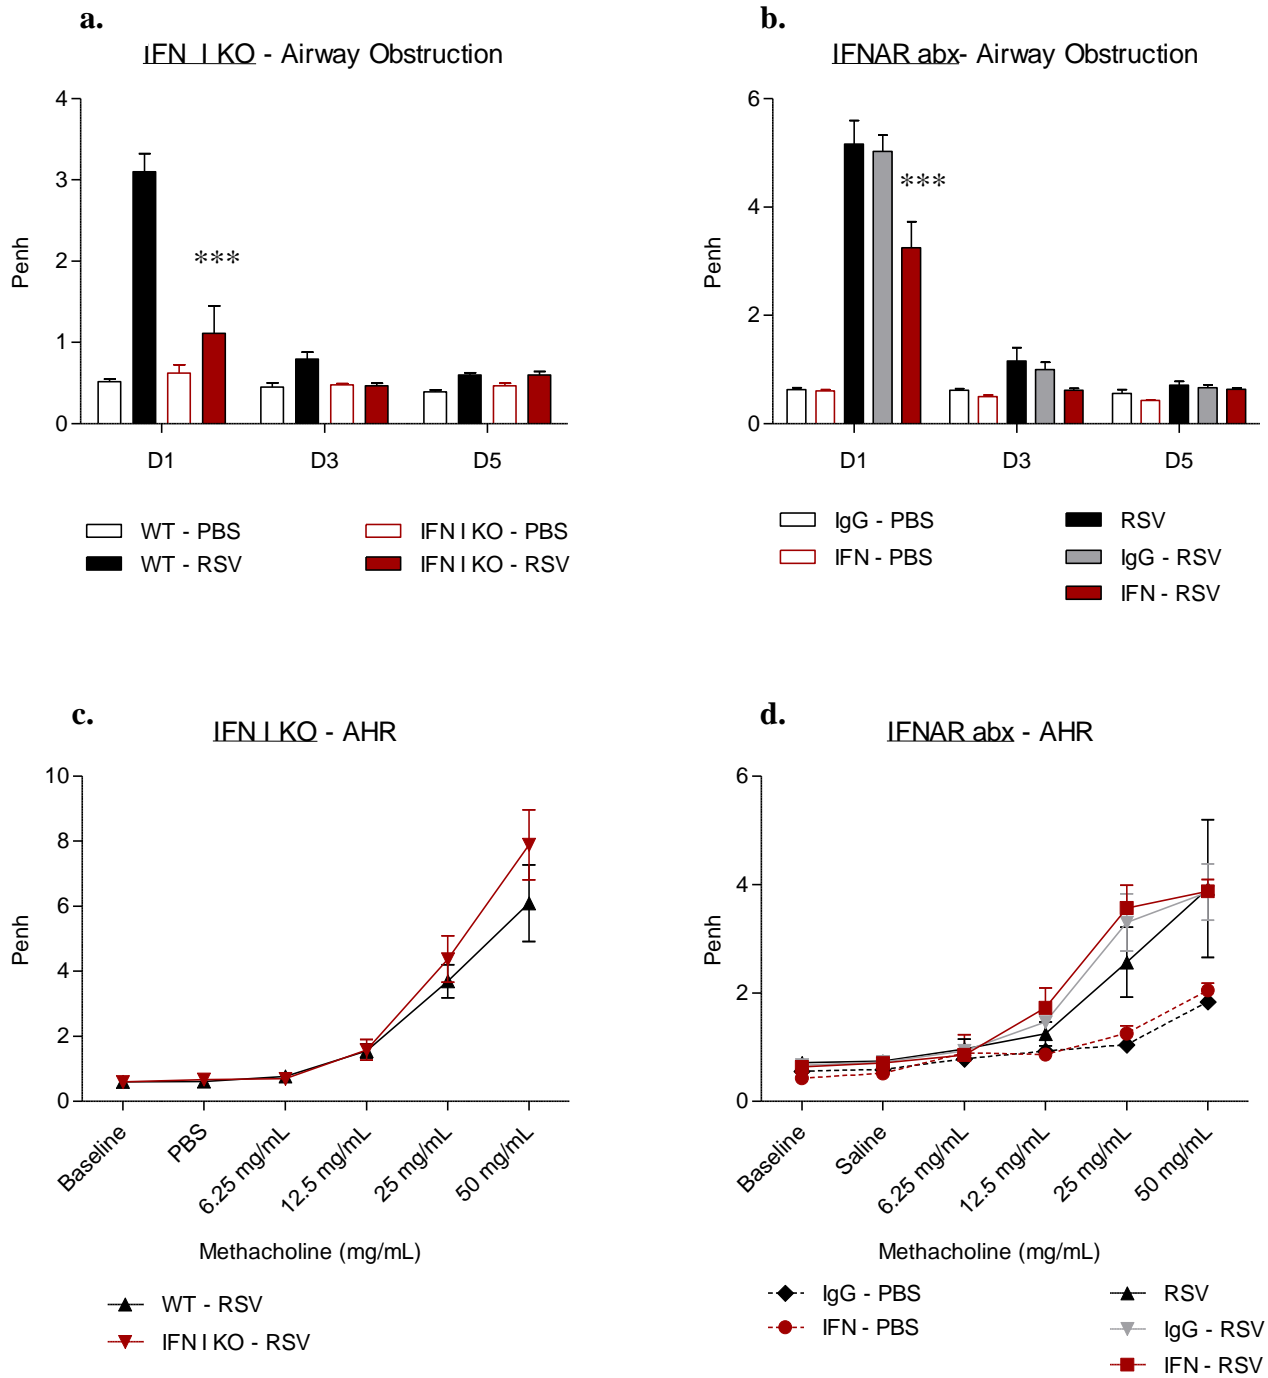 a.
IFN I KO - Airway Obstruction
4
3
2
1
0
Penh
***
D1 D3 D5
WT - PBS IFN I KO - PBS
WT - RSV IFN I KO - RSV
b.
IFNAR abx- Airway Obstruction
6
4
2
0
Penh
***
D1 D3 D5
IgG - PBS RSV
IFN - PBS IgG - RSV
IFN - RSV
c.
IFN I KO - AHR
10
8
6
4
2
0
Penh
Baseline
PBS
6.25 mg/mL
12.5 mg/mL
25 mg/mL
50 mg/mL
Methacholine (mg/mL)
WT - RSV
IFN I KO - RSV
d.
IFNAR abx - AHR
6
4
2
0
Penh
Baseline
Saline
6.25 mg/mL
12.5 mg/mL
25 mg/mL
50 mg/mL
Methacholine (mg/mL)
IgG - PBS RSV
IFN - PBS IgG - RSV
IFN - RSV